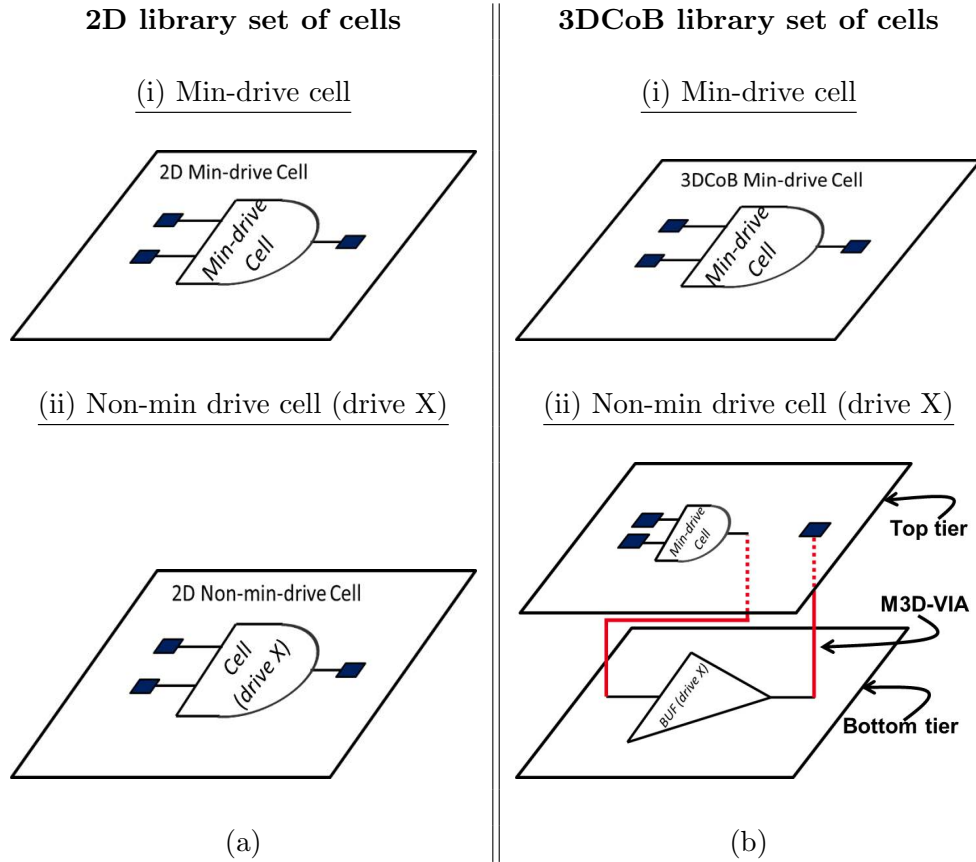 2D library set of cells
(i) Min-drive cell
2D Min-drive Cell
Min-drive
Cell
(ii) Non-min drive cell (drive X)
2D Non-min-drive Cell
Cell
(drive X)
(a)
3DCoB library set of cells
(i) Min-drive cell
3DCoB Min-drive Cell
Min-drive
Cell
(ii) Non-min drive cell (drive X)
Min-drive
Cell
Top tier
M3D-VIA
BUF (drive X)
Bottom tier
(b)